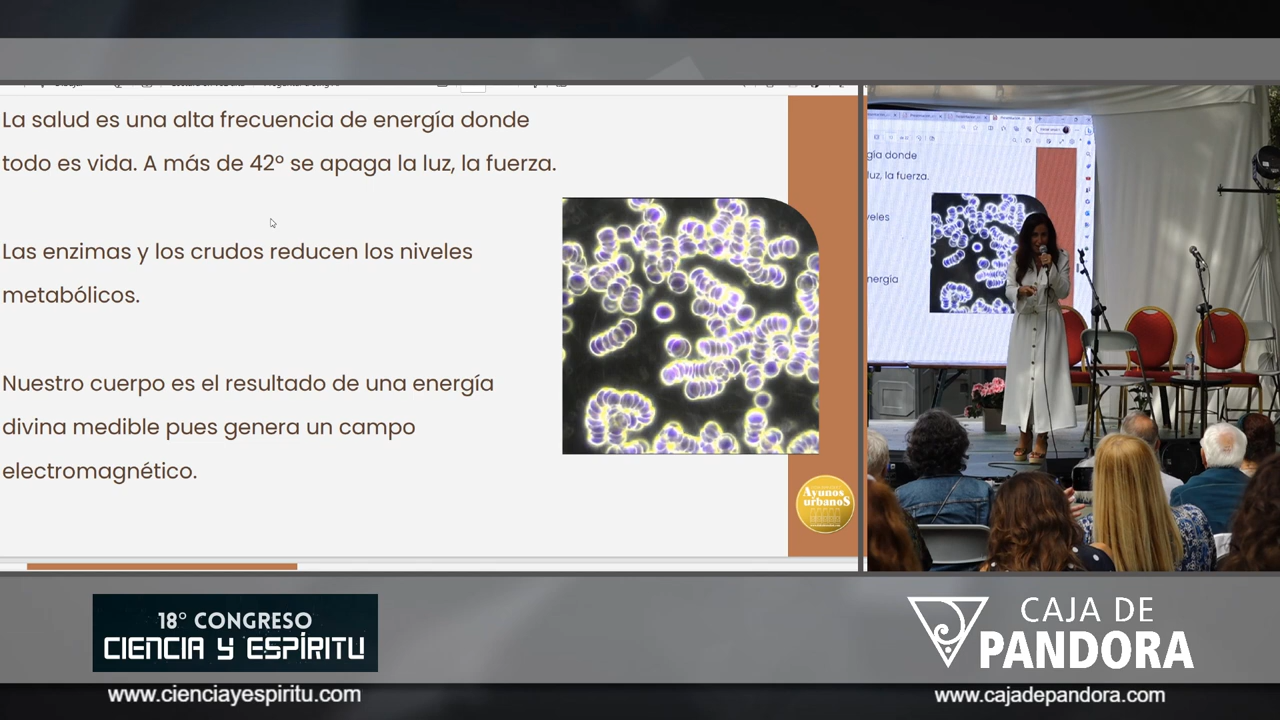 La salud es una alta frecuencia de energía donde
todo es vida. A más de 42º se apaga la luz, la fuerza.
Las enzimas y los crudos reducen los niveles
metabólicos.
Nuestro cuerpo es el resultado de una energía
divina medible pues genera un campo
electromagnético.
Ayunos
urbanos
gía donde
luz, la fuerza.
veles
nergía
18º CONGRESO
CIENCIA Y ESPÍRITU
www.cienciayespiritu.com
CAJA DE
PANDORA
www.cajadepandora.com